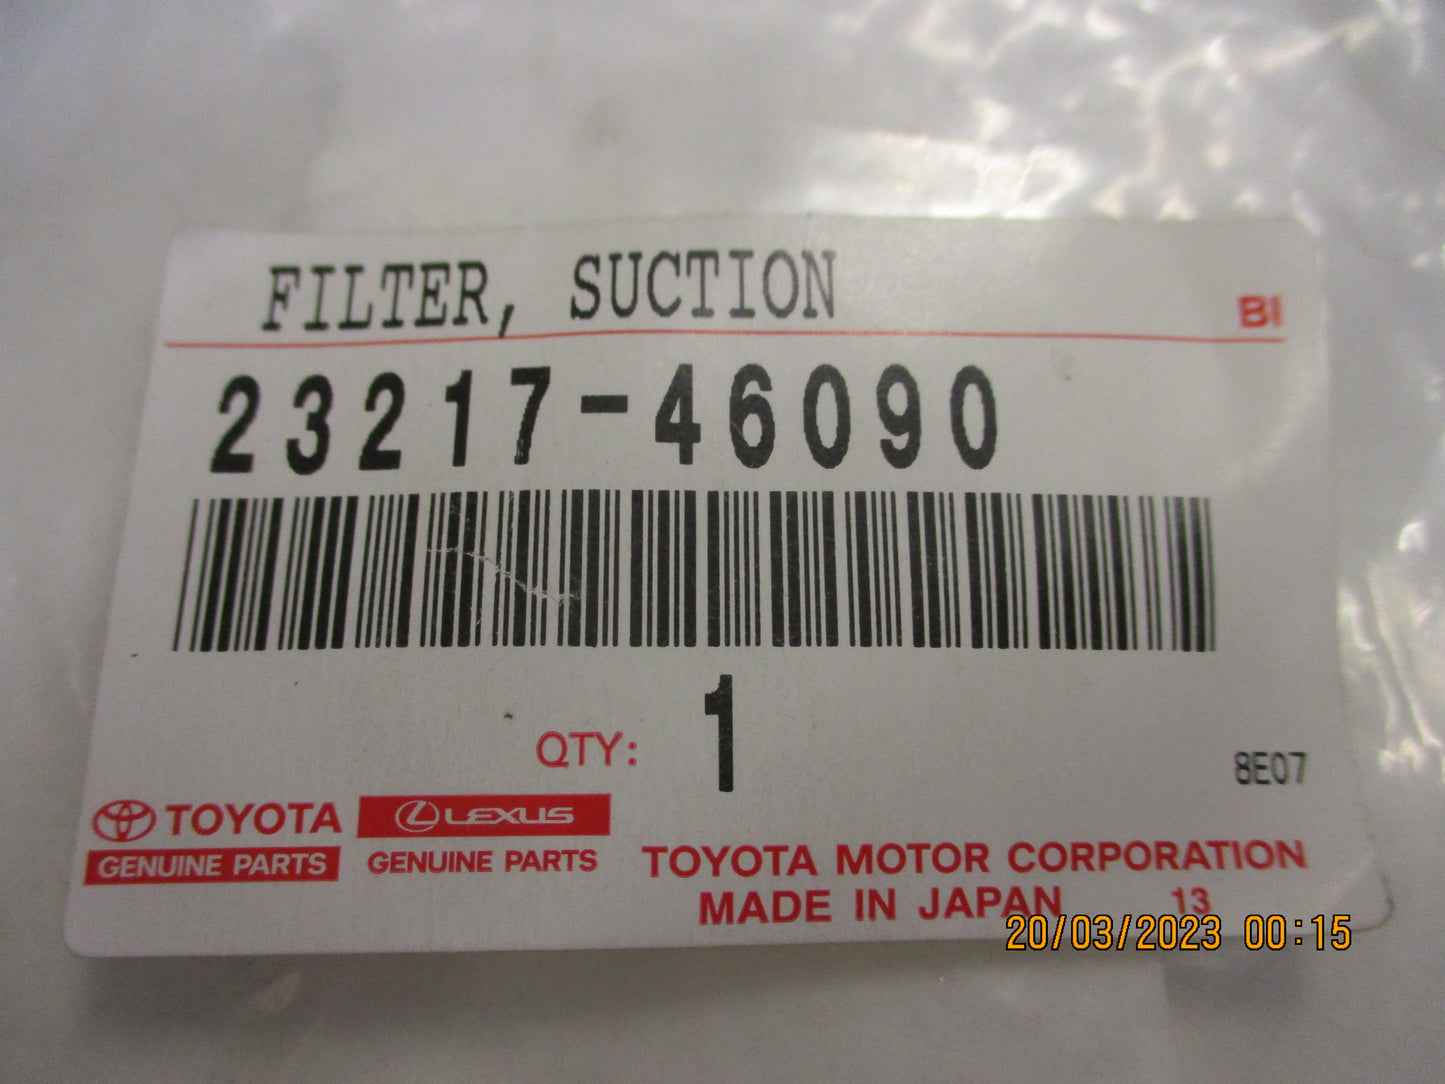 FILTER, SUCTION
BI
23217-46090
QTY: 1
8E07
TOYOTA
GENUINE PARTS
LEXUS
GENUINE PARTS
TOYOTA MOTOR CORPORATION
MADE IN JAPAN 13
20/03/2023 00:15